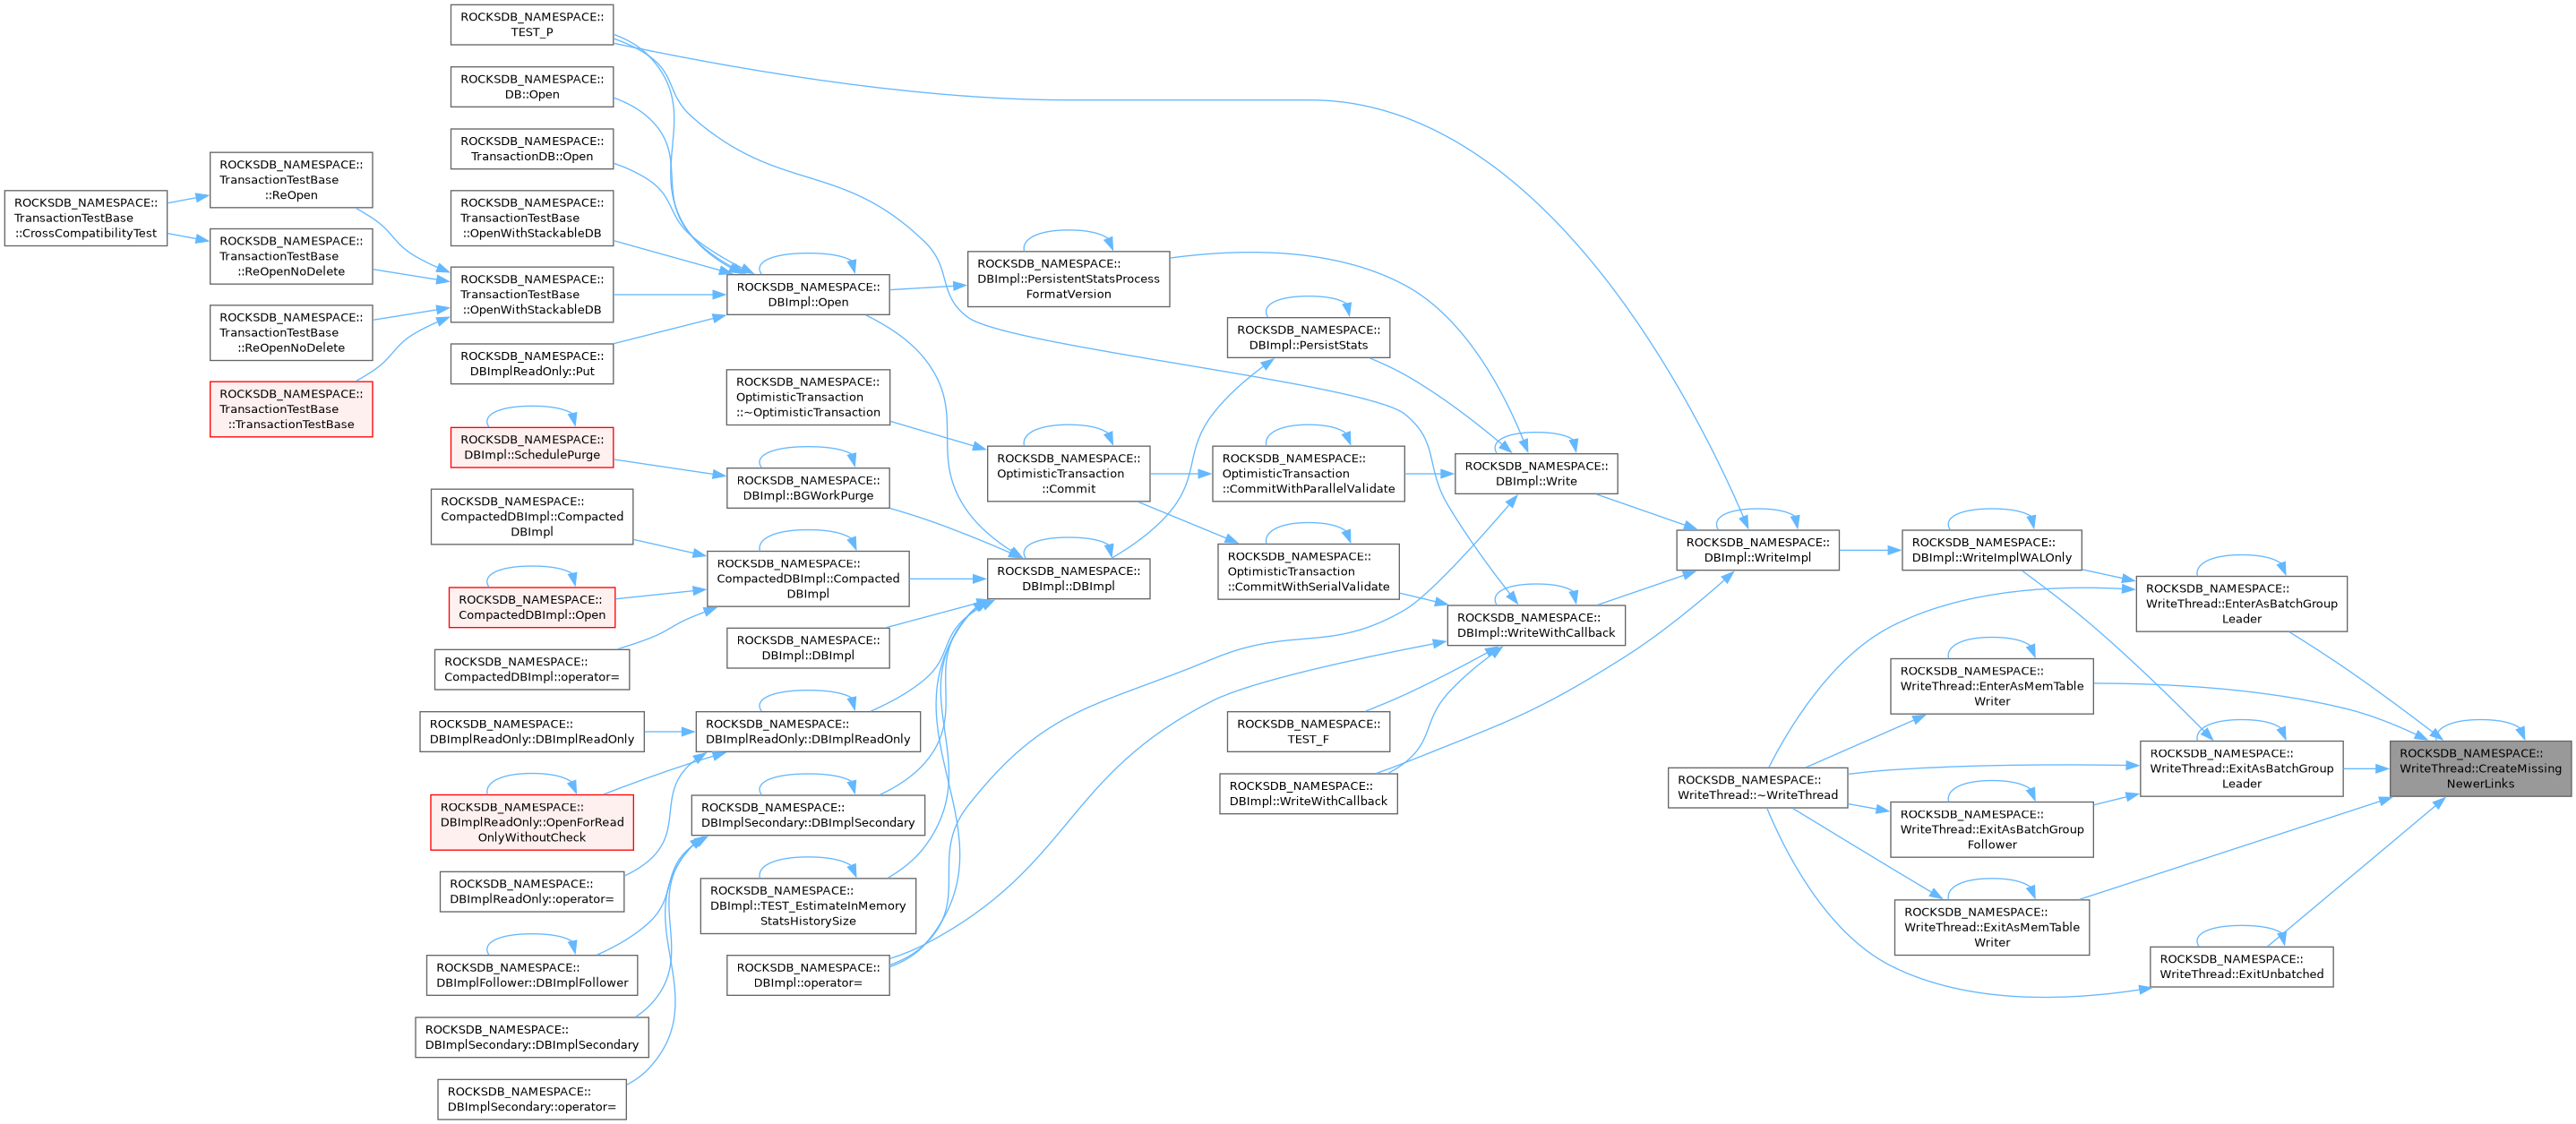 ROCKSDB_NAMESPACE::
TEST_P
ROCKSDB_NAMESPACE::
DB::Open
ROCKSDB_NAMESPACE::
TransactionDB::Open
ROCKSDB_NAMESPACE::
TransactionTestBase
::OpenWithStackableDB
ROCKSDB_NAMESPACE::
TransactionTestBase
::OpenWithStackableDB
ROCKSDB_NAMESPACE::
DBImplReadOnly::Put
ROCKSDB_NAMESPACE::
TransactionTestBase
::CrossCompatibilityTest
ROCKSDB_NAMESPACE::
TransactionTestBase
::ReOpen
ROCKSDB_NAMESPACE::
TransactionTestBase
::ReOpenNoDelete
ROCKSDB_NAMESPACE::
TransactionTestBase
::ReOpenNoDelete
ROCKSDB_NAMESPACE::
TransactionTestBase
::TransactionTestBase
ROCKSDB_NAMESPACE::
DBImpl::SchedulePurge
ROCKSDB_NAMESPACE::
CompactedDBImpl::Compacted
DBImpl
ROCKSDB_NAMESPACE::
CompactedDBImpl::Open
ROCKSDB_NAMESPACE::
CompactedDBImpl::operator=
ROCKSDB_NAMESPACE::
DBImplReadOnly::DBImplReadOnly
ROCKSDB_NAMESPACE::
DBImplReadOnly::OpenForRead
OnlyWithoutCheck
ROCKSDB_NAMESPACE::
DBImplReadOnly::operator=
ROCKSDB_NAMESPACE::
DBImplFollower::DBImplFollower
ROCKSDB_NAMESPACE::
DBImplSecondary::DBImplSecondary
ROCKSDB_NAMESPACE::
DBImplSecondary::operator=
ROCKSDB_NAMESPACE::
DBImpl::Open
ROCKSDB_NAMESPACE::
OptimisticTransaction
::~OptimisticTransaction
ROCKSDB_NAMESPACE::
DBImpl::BGWorkPurge
ROCKSDB_NAMESPACE::
CompactedDBImpl::Compacted
DBImpl
ROCKSDB_NAMESPACE::
DBImpl::DBImpl
ROCKSDB_NAMESPACE::
DBImplReadOnly::DBImplReadOnly
ROCKSDB_NAMESPACE::
DBImplSecondary::DBImplSecondary
ROCKSDB_NAMESPACE::
DBImpl::TEST_EstimateInMemory
StatsHistorySize
ROCKSDB_NAMESPACE::
DBImpl::operator=
ROCKSDB_NAMESPACE::
DBImpl::PersistentStatsProcess
FormatVersion
ROCKSDB_NAMESPACE::
OptimisticTransaction
::Commit
ROCKSDB_NAMESPACE::
DBImpl::DBImpl
ROCKSDB_NAMESPACE::
DBImpl::PersistStats
ROCKSDB_NAMESPACE::
OptimisticTransaction
::CommitWithParallelValidate
ROCKSDB_NAMESPACE::
OptimisticTransaction
::CommitWithSerialValidate
ROCKSDB_NAMESPACE::
TEST_F
ROCKSDB_NAMESPACE::
DBImpl::WriteWithCallback
ROCKSDB_NAMESPACE::
DBImpl::Write
ROCKSDB_NAMESPACE::
DBImpl::WriteWithCallback
ROCKSDB_NAMESPACE::
DBImpl::WriteImpl
ROCKSDB_NAMESPACE::
WriteThread::~WriteThread
ROCKSDB_NAMESPACE::
DBImpl::WriteImplWALOnly
ROCKSDB_NAMESPACE::
WriteThread::EnterAsMemTable
Writer
ROCKSDB_NAMESPACE::
WriteThread::ExitAsBatchGroup
Follower
ROCKSDB_NAMESPACE::
WriteThread::ExitAsMemTable
Writer
ROCKSDB_NAMESPACE::
WriteThread::EnterAsBatchGroup
Leader
ROCKSDB_NAMESPACE::
WriteThread::ExitAsBatchGroup
Leader
ROCKSDB_NAMESPACE::
WriteThread::ExitUnbatched
ROCKSDB_NAMESPACE::
WriteThread::CreateMissing
NewerLinks